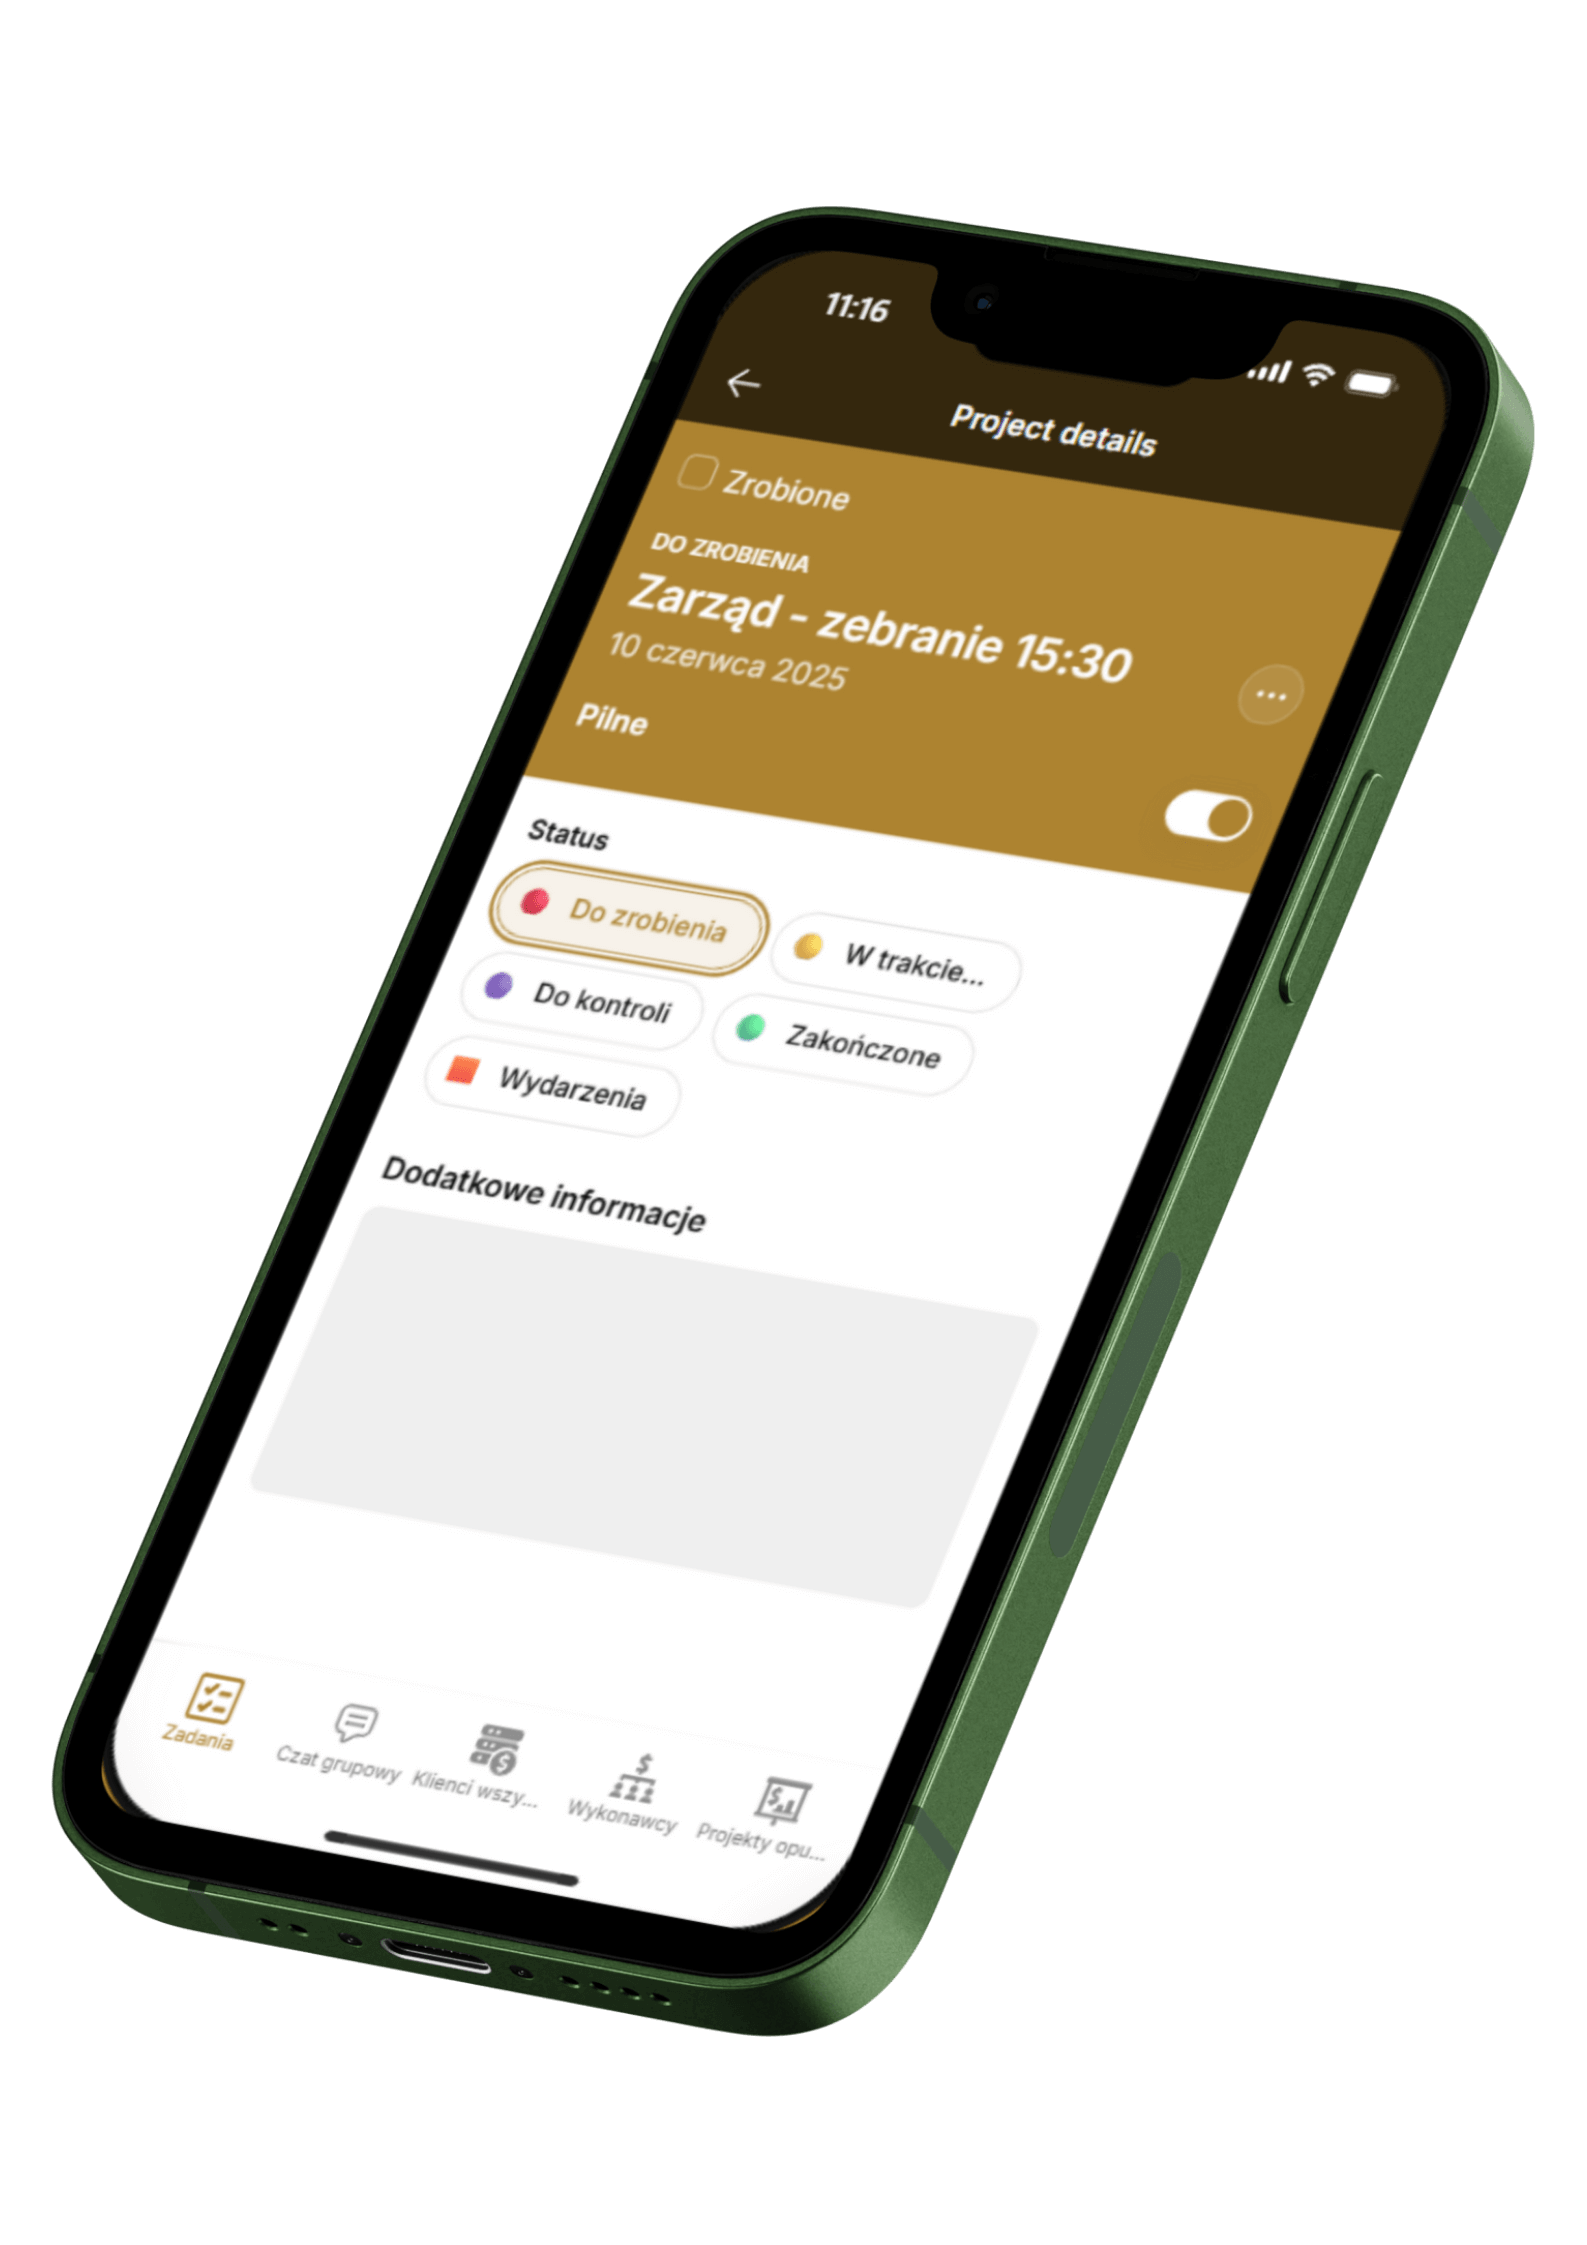 11:16
Project details
Zrobione
DO ZROBIENIA
Zarząd - zebranie 15:30
10 czerwca 2025
Pilne
Status
Do zrobienia
W trakcie...
Do kontroli
Zakończone
Wydarzenia
Dodatkowe informacje
Zadania
Czat grupowy
Klienci wszy...
Wykonawcy
Projekty opu...